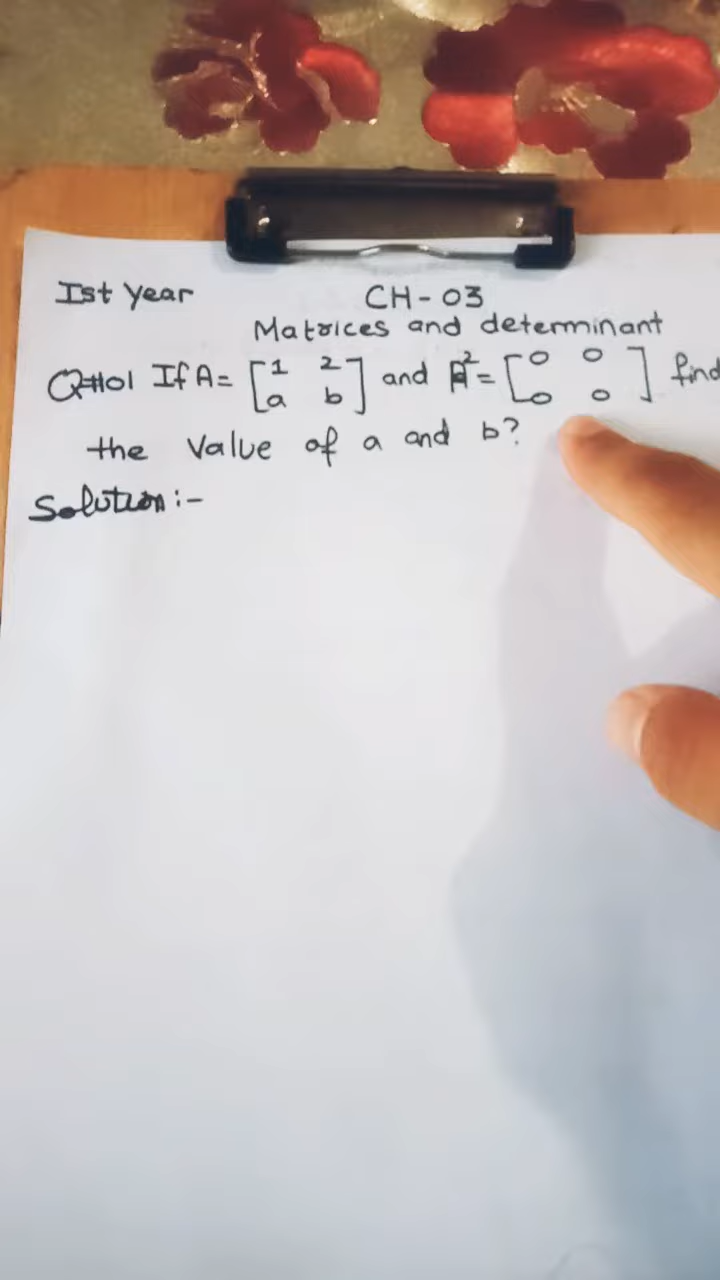 Ist Year CH - 03
Matrices and determinant
Q#01 If A = [1 2 and A² = [0 0 ] find
a b] 0 0
the Value of a and b?
Solution :-